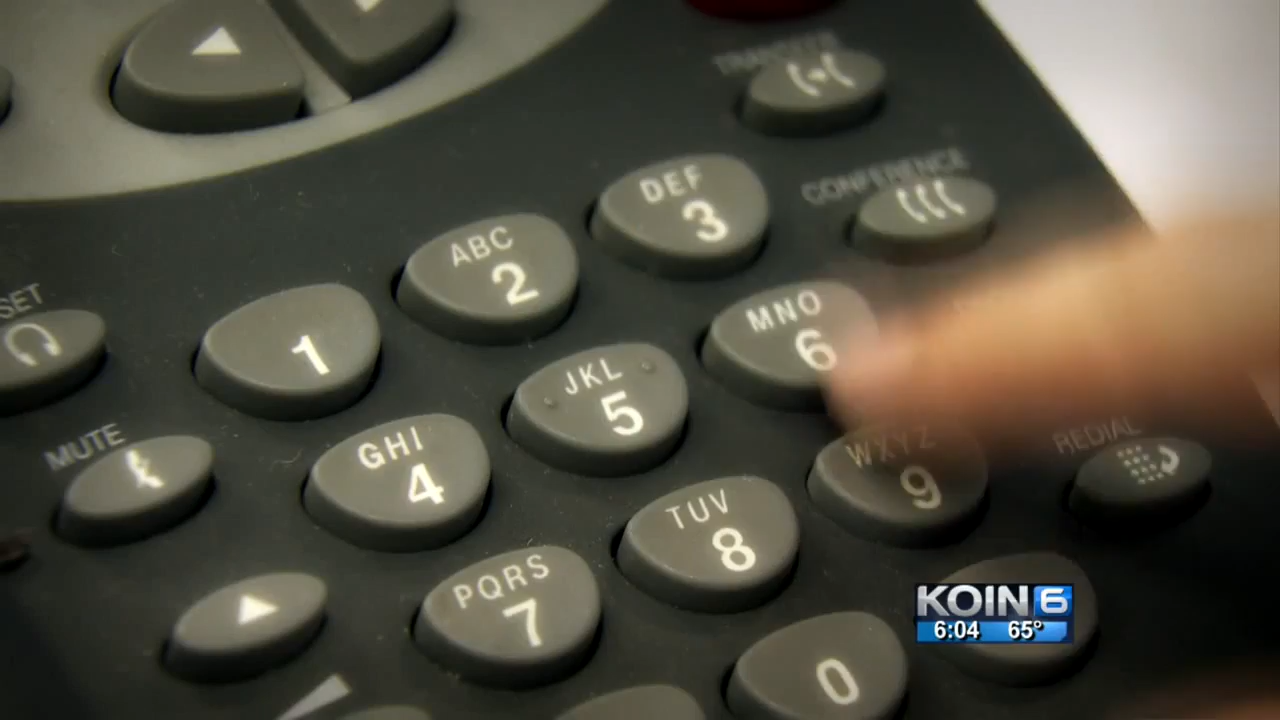 TRANSFER
CONFERENCE
DEF
3
ABC
2
SET
1
MNO
6
JKL
5
MUTE
GHI
4
WXYZ
9
REDIAL
TUV
8
PQRS
7
0
KOIN 6
6:04 65°